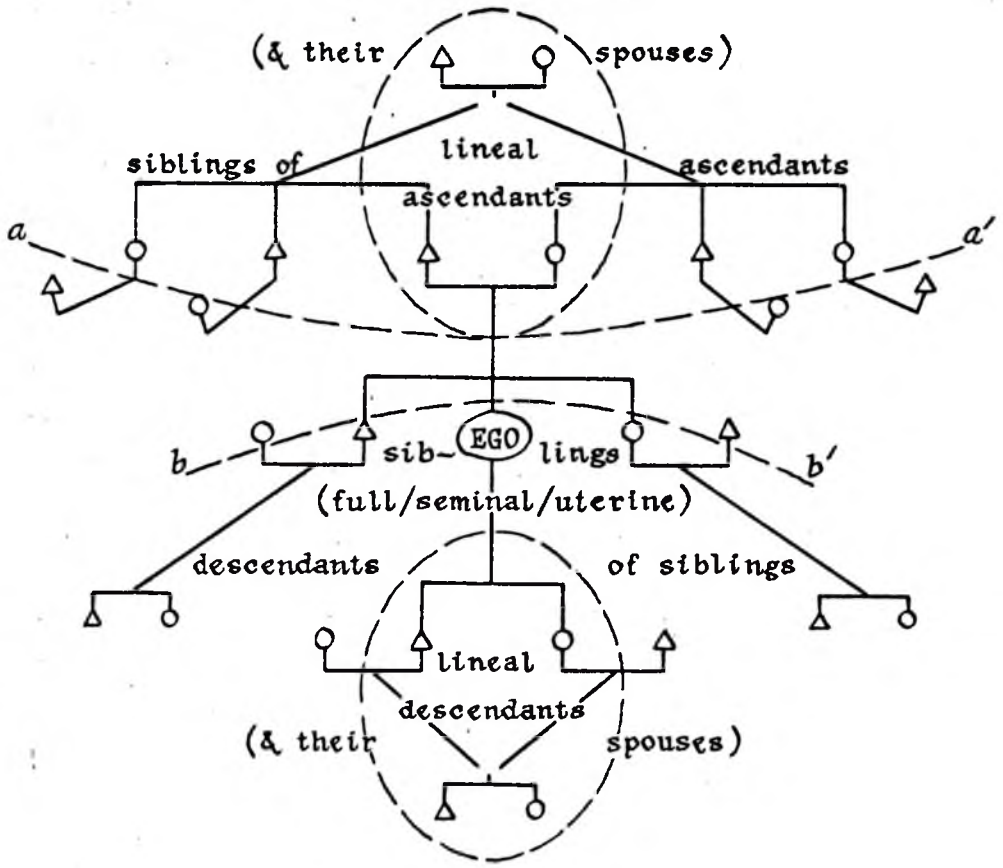 (& their spouses)
lineal
siblings of ascendants
ascendants
a a′
EGO
sib- lings
b b′
(full/seminal/uterine)
descendants of siblings
lineal
descendants
(& their spouses)